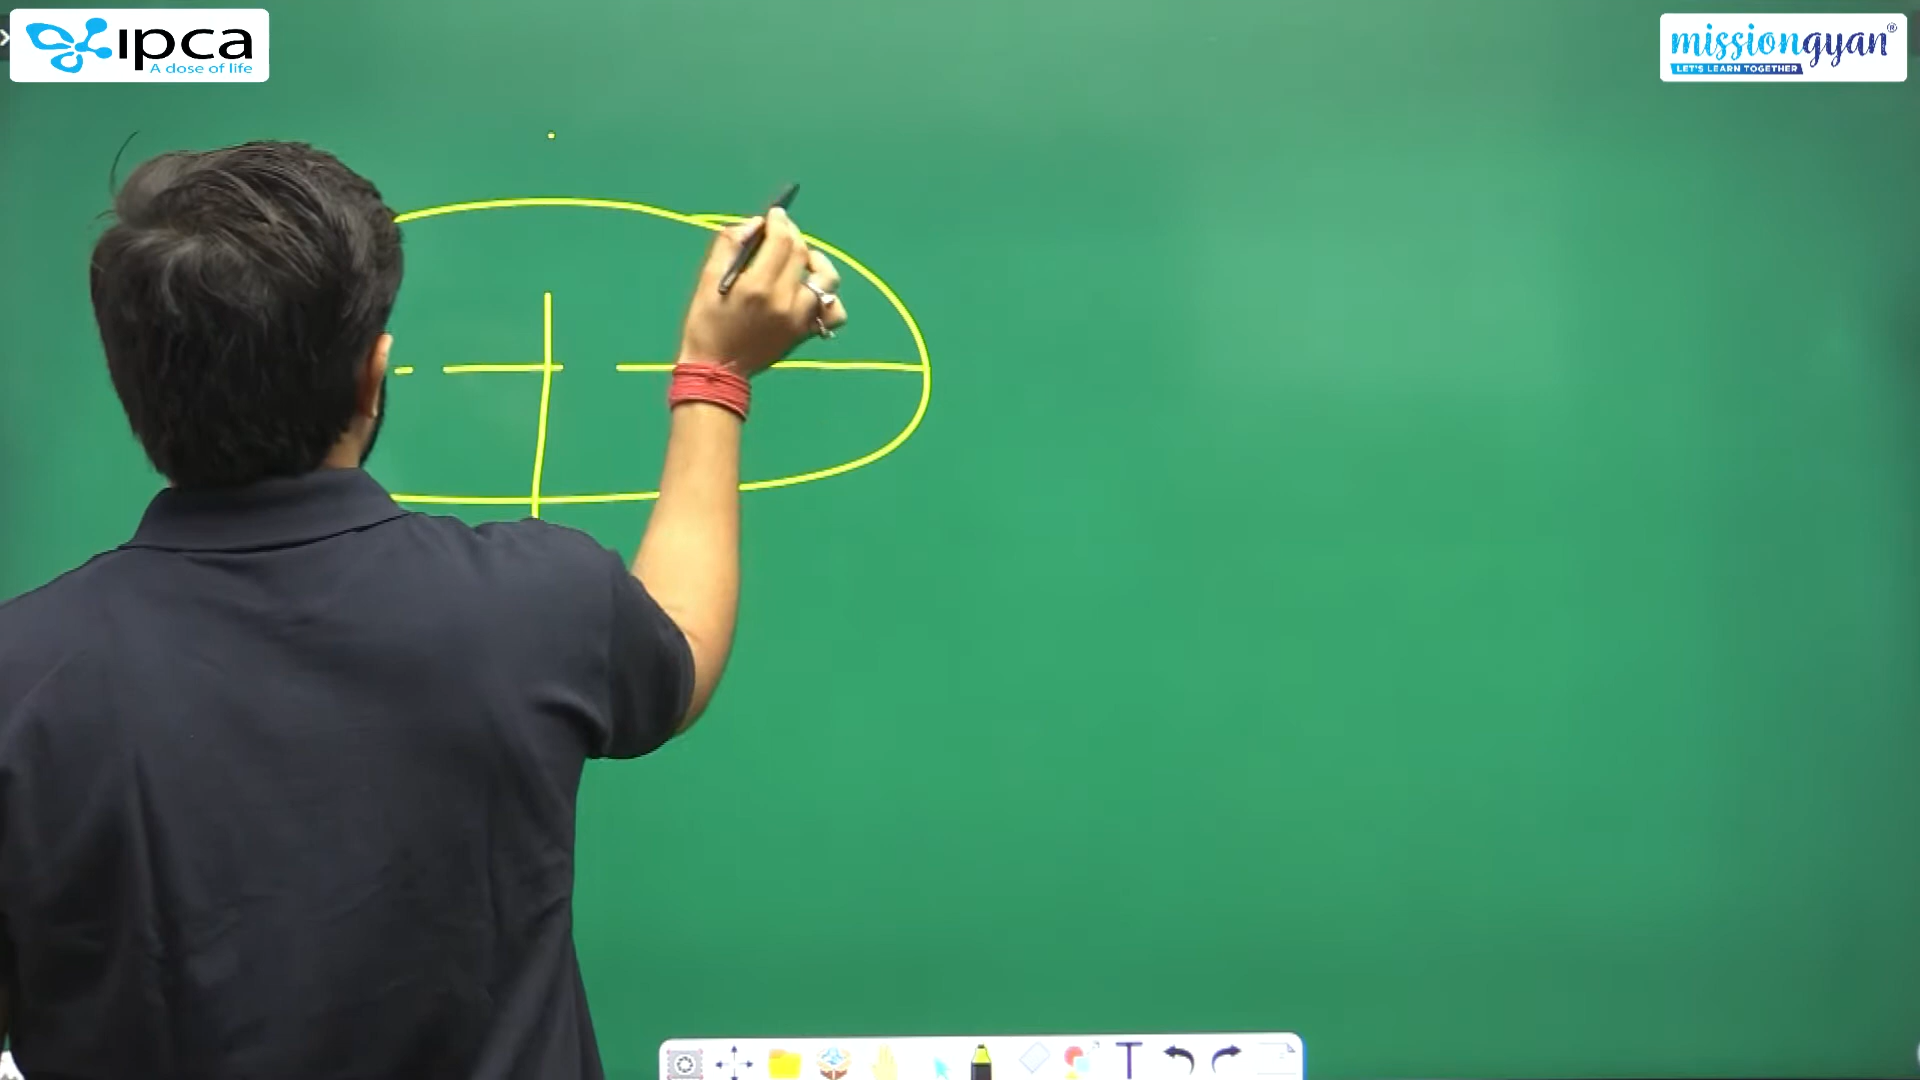 ipca
A dose of life
missiongyan®
LET'S LEARN TOGETHER
T